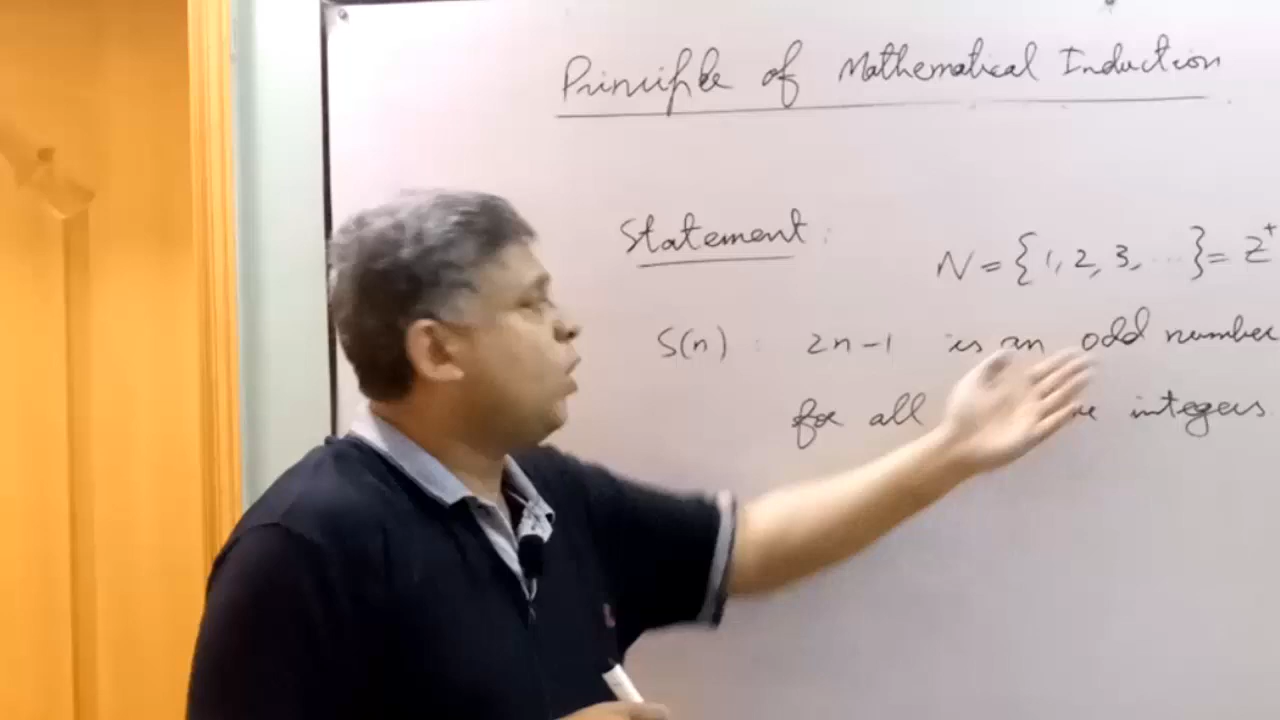 Principle of Mathematical Induction
Statement :
N = {1, 2, 3, ...} = Z⁺
S(n) : 2n-1 is an odd number
for all integers